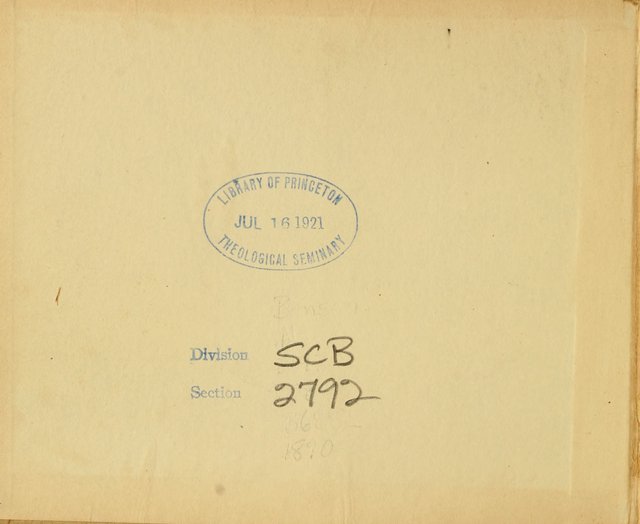 LIBRARY OF PRINCETON
JUL 16 1921
THEOLOGICAL SEMINARY
Division SCB
Section 2792